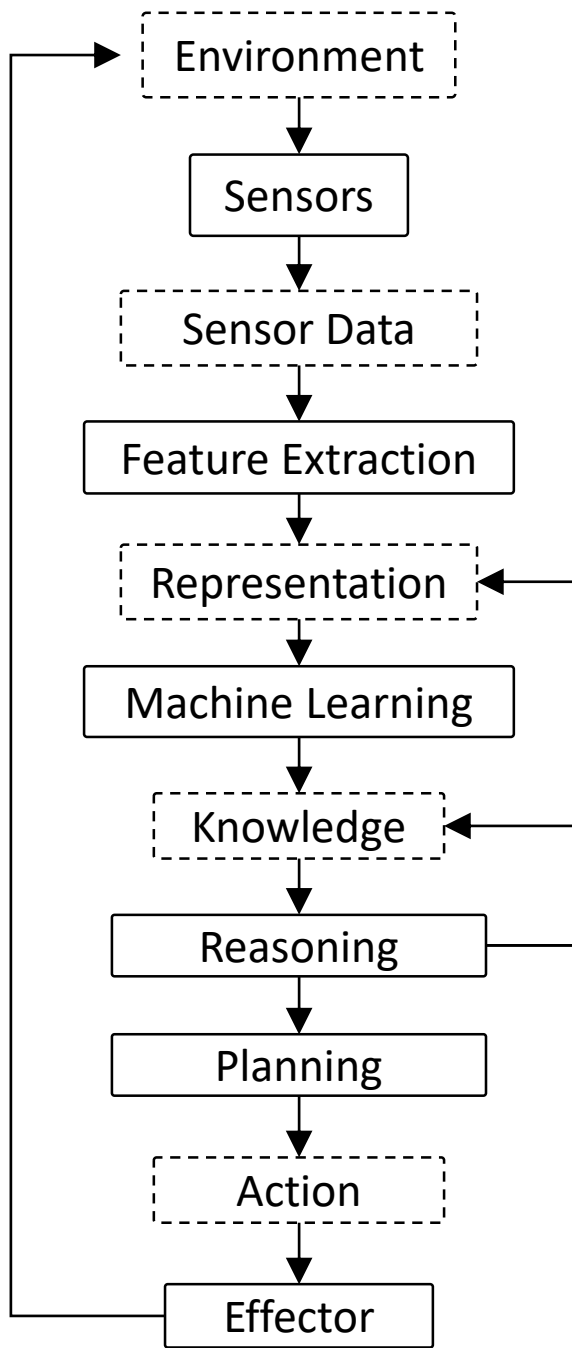 Environment
Sensors
Sensor Data
Feature Extraction
Representation
Machine Learning
Knowledge
Reasoning
Planning
Action
Effector